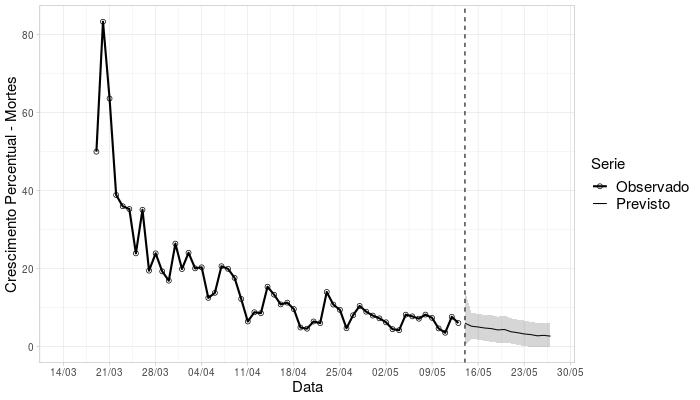 Crescimento Percentual - Mortes
80
60
40
20
0
14/03 21/03 28/03 04/04 11/04 18/04 25/04 02/05 09/05 16/05 23/05 30/05
Data
Serie
Observado
Previsto